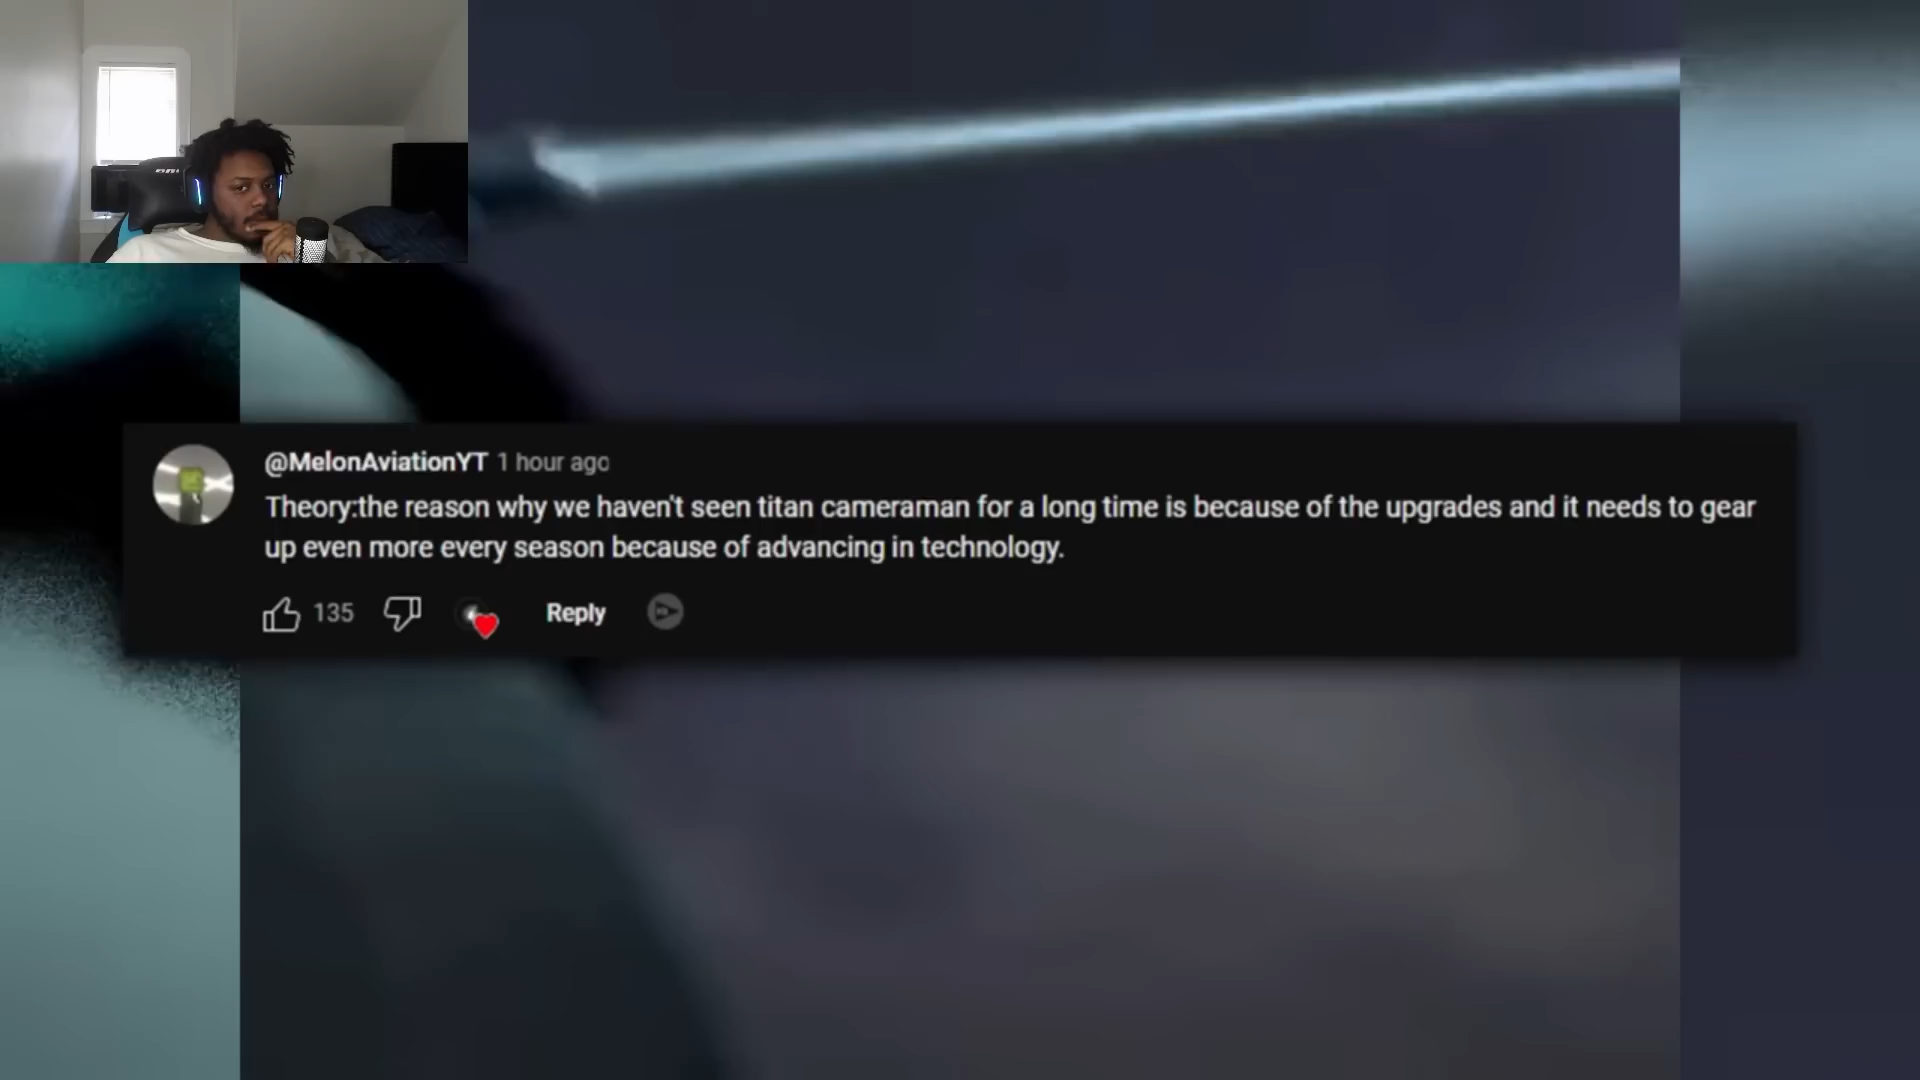 @MelonAviationYT 1 hour ago
Theory:the reason why we haven't seen titan cameraman for a long time is because of the upgrades and it needs to gear
up even more every season because of advancing in technology.
135 Reply